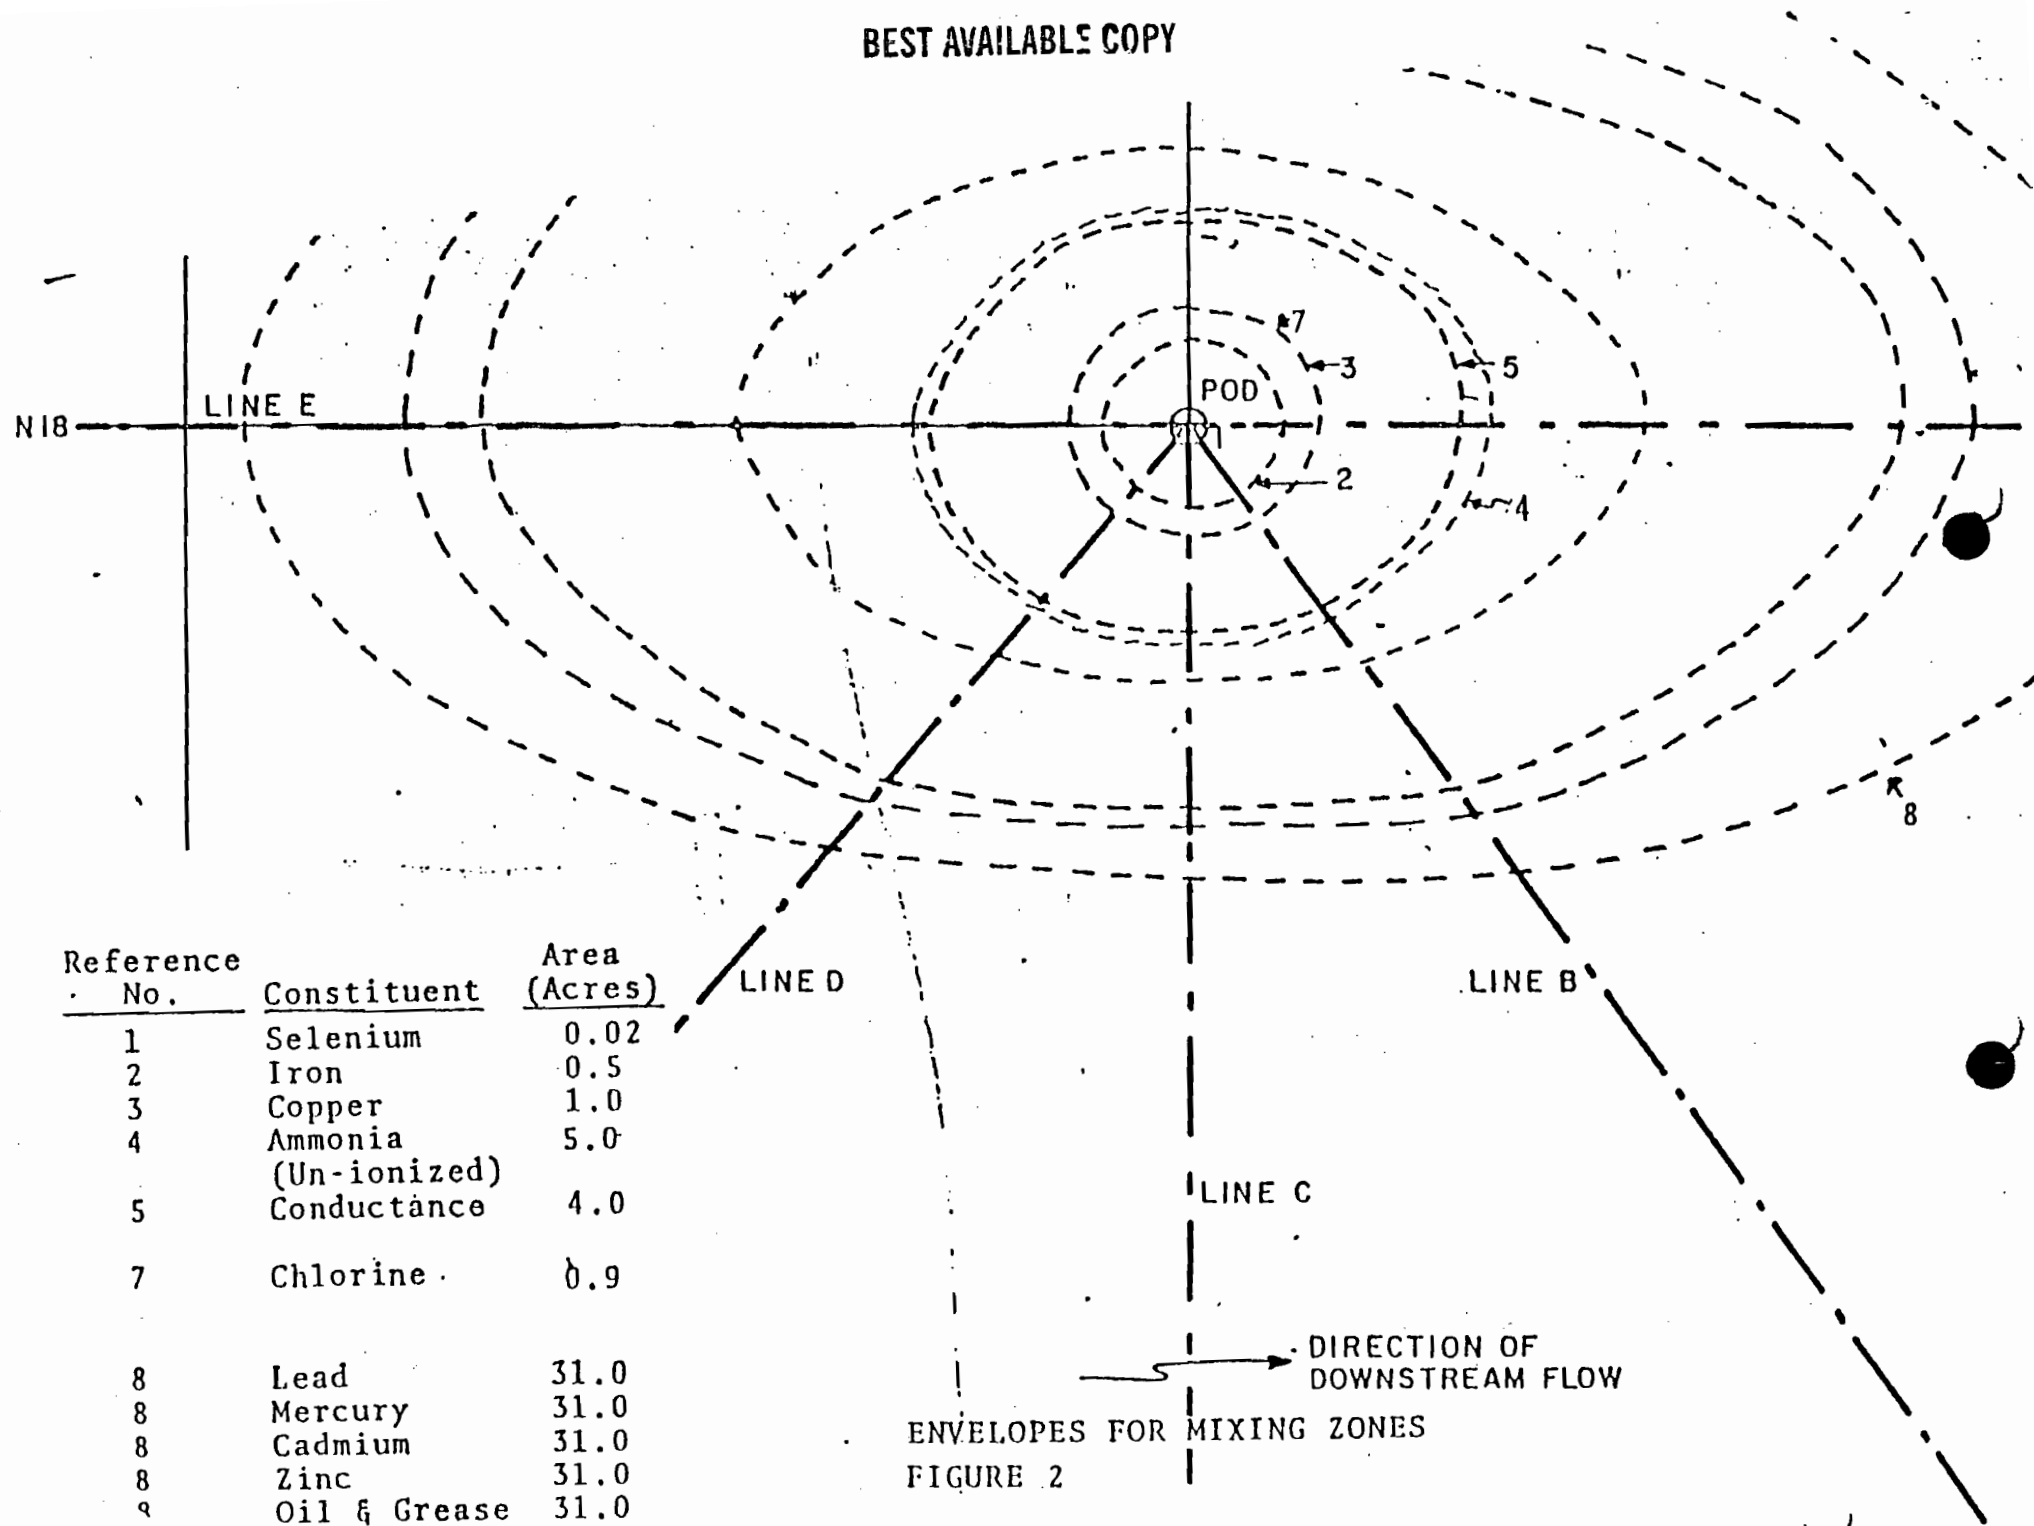 BEST AVAILABLE COPY
7
3
5
POD
LINE E
N18
1
2
4
8
LINE D
LINE B
Reference No. Constituent Area (Acres)
1 Selenium 0.02
2 Iron 0.5
3 Copper 1.0
4 Ammonia 5.0
(Un-ionized)
5 Conductance 4.0
7 Chlorine 0.9
8 Lead 31.0
8 Mercury 31.0
8 Cadmium 31.0
8 Zinc 31.0
Oil & Grease 31.0
LINE C
DIRECTION OF
DOWNSTREAM FLOW
ENVELOPES FOR MIXING ZONES
FIGURE 2